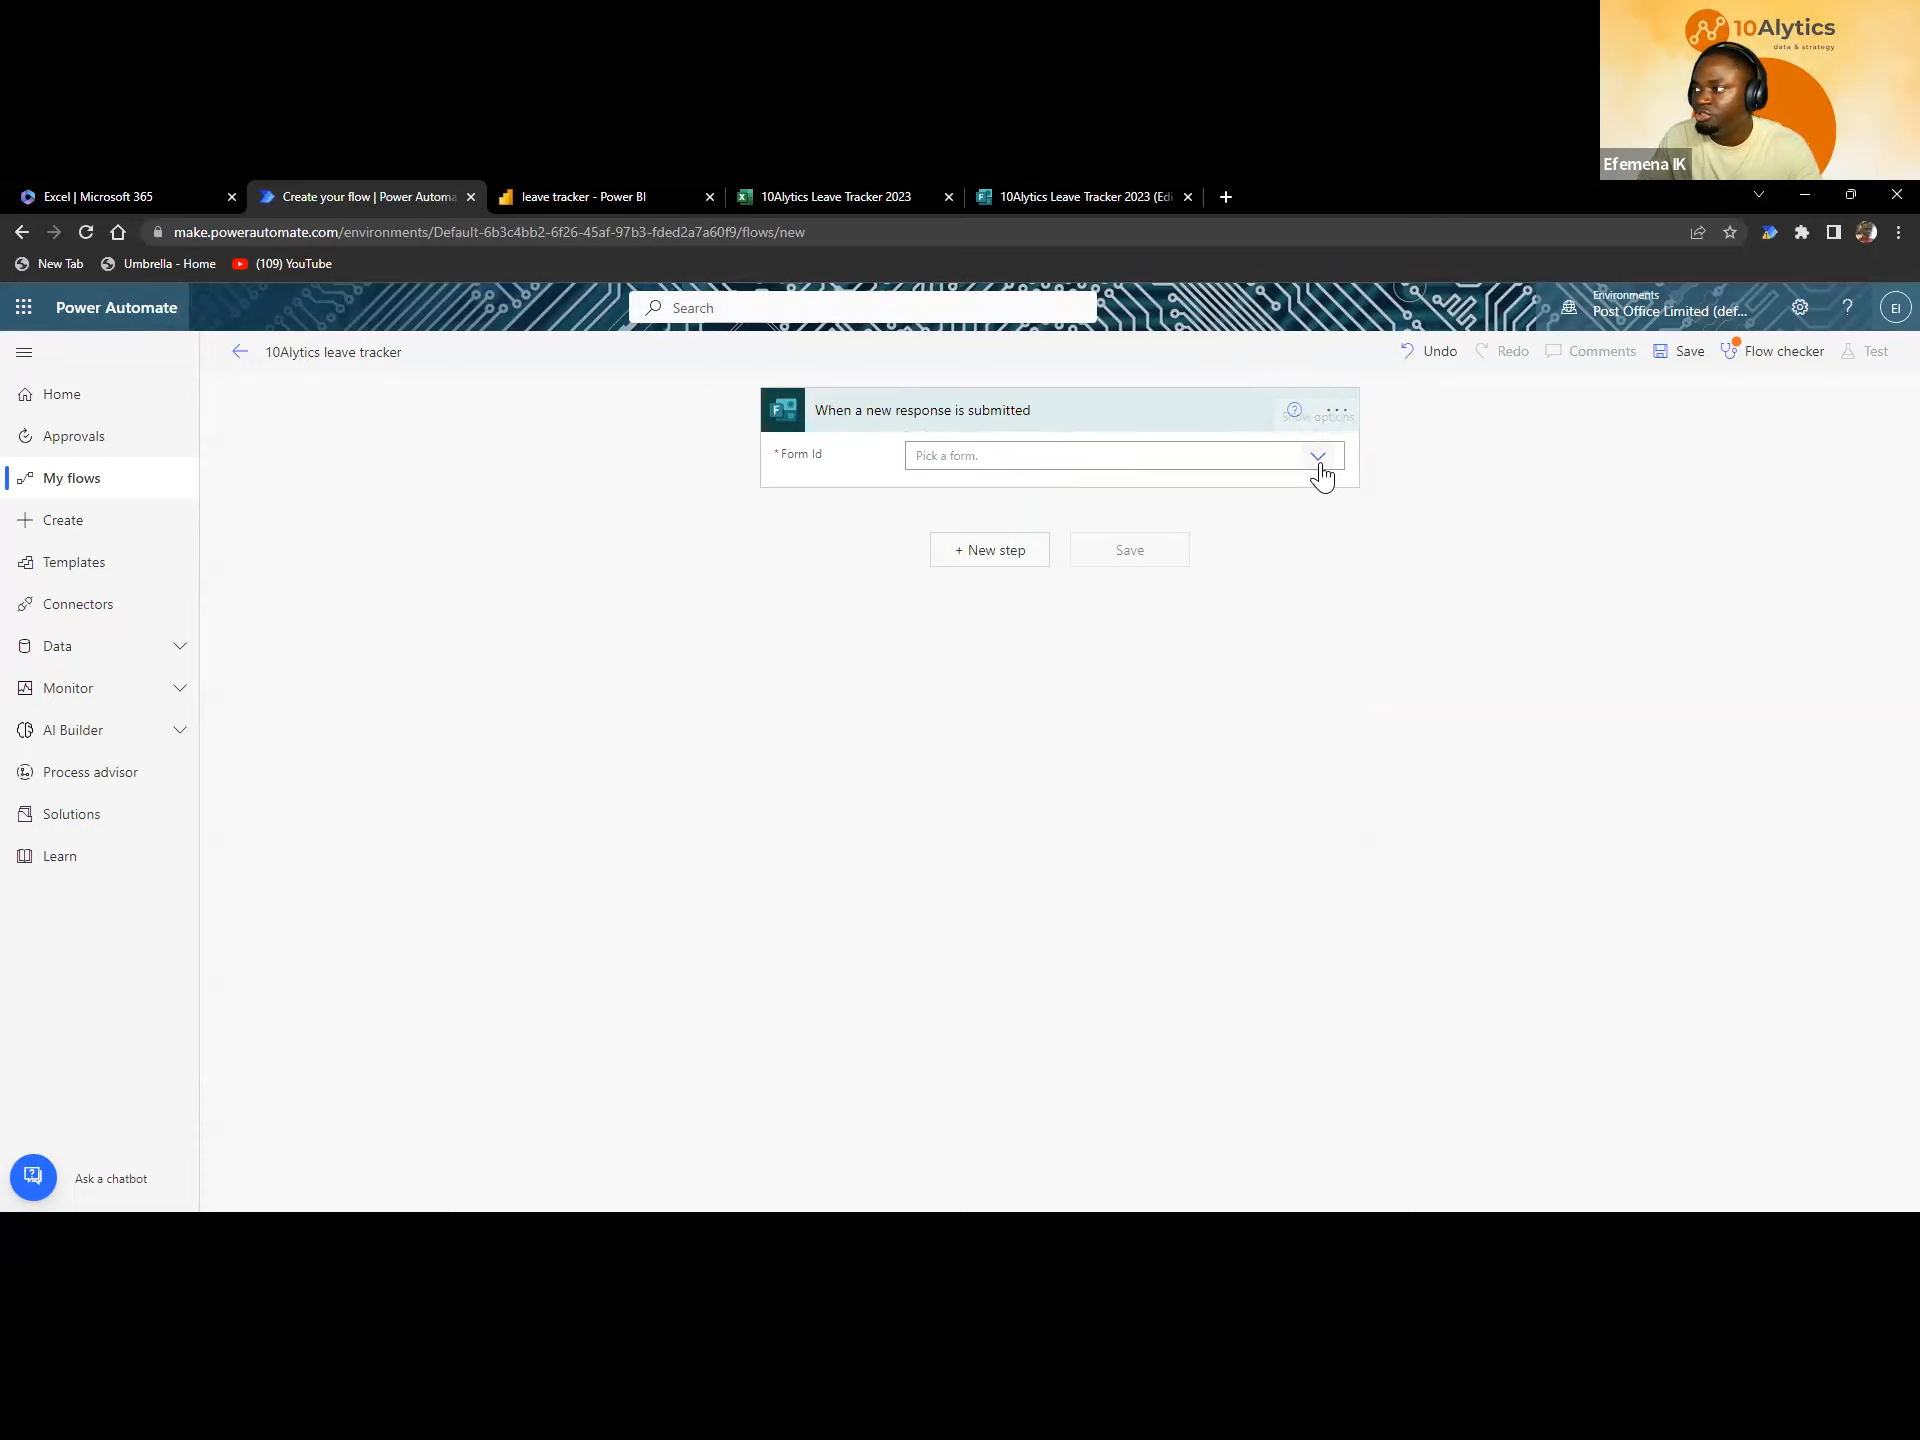 10Alytics
data & strategy
Efemena IK
Excel | Microsoft 365
Create your flow | Power Automa
leave tracker - Power BI
10Alytics Leave Tracker 2023
10Alytics Leave Tracker 2023 (Edi
make.powerautomate.com/environments/Default-6b3c4bb2-6f26-45af-97b3-fded2a7a60f9/flows/new
New Tab
Umbrella - Home
(109) YouTube
Power Automate
Search
Environments
Post Office Limited (def...
EI
10Alytics leave tracker
Undo
Redo
Comments
Save
Flow checker
Test
Home
Approvals
My flows
Create
Templates
Connectors
Data
Monitor
AI Builder
Process advisor
Solutions
Learn
When a new response is submitted
Show options
* Form Id
Pick a form.
+ New step
Save
Ask a chatbot